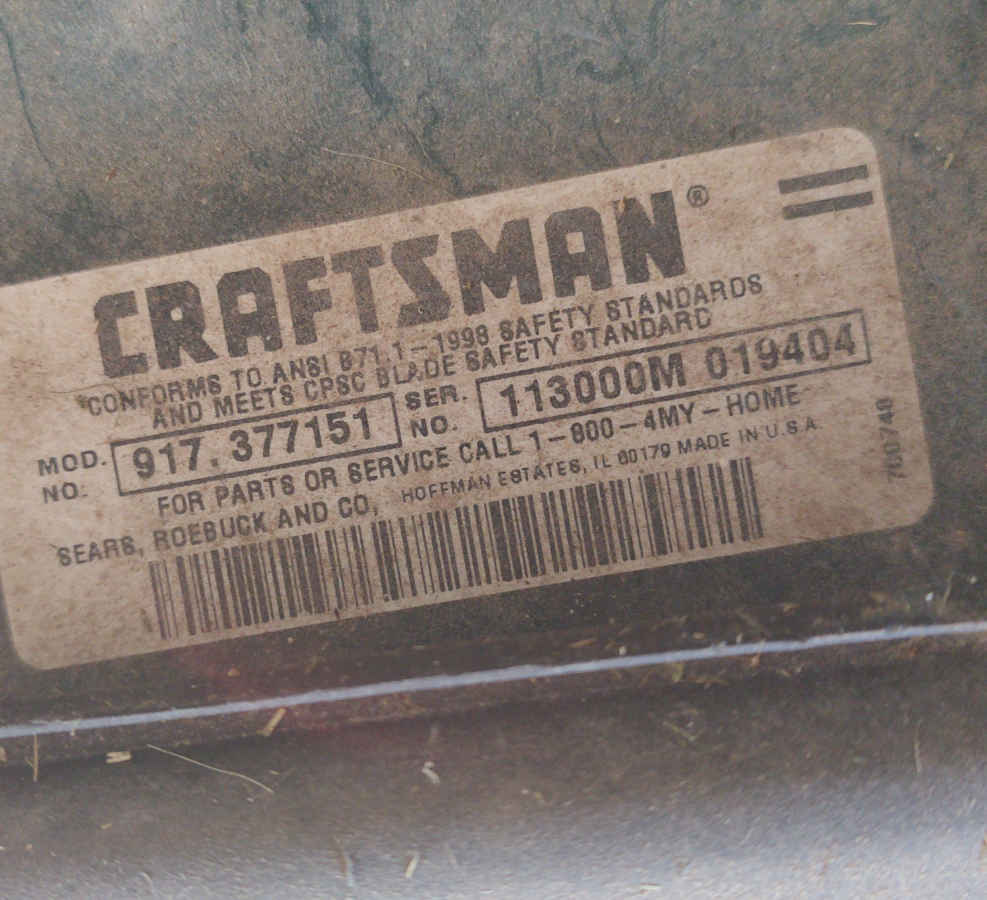 CRAFTSMAN®
CONFORMS TO ANSI B71.1-1998 SAFETY STANDARDS
AND MEETS CPSC BLADE SAFETY STANDARD
MOD. NO. 917.377151 SER. NO. 113000M 019404
FOR PARTS OR SERVICE CALL 1-800-4MY-HOME
SEARS, ROEBUCK AND CO, HOFFMAN ESTATES, IL 60179 MADE IN U.S.A.
760748